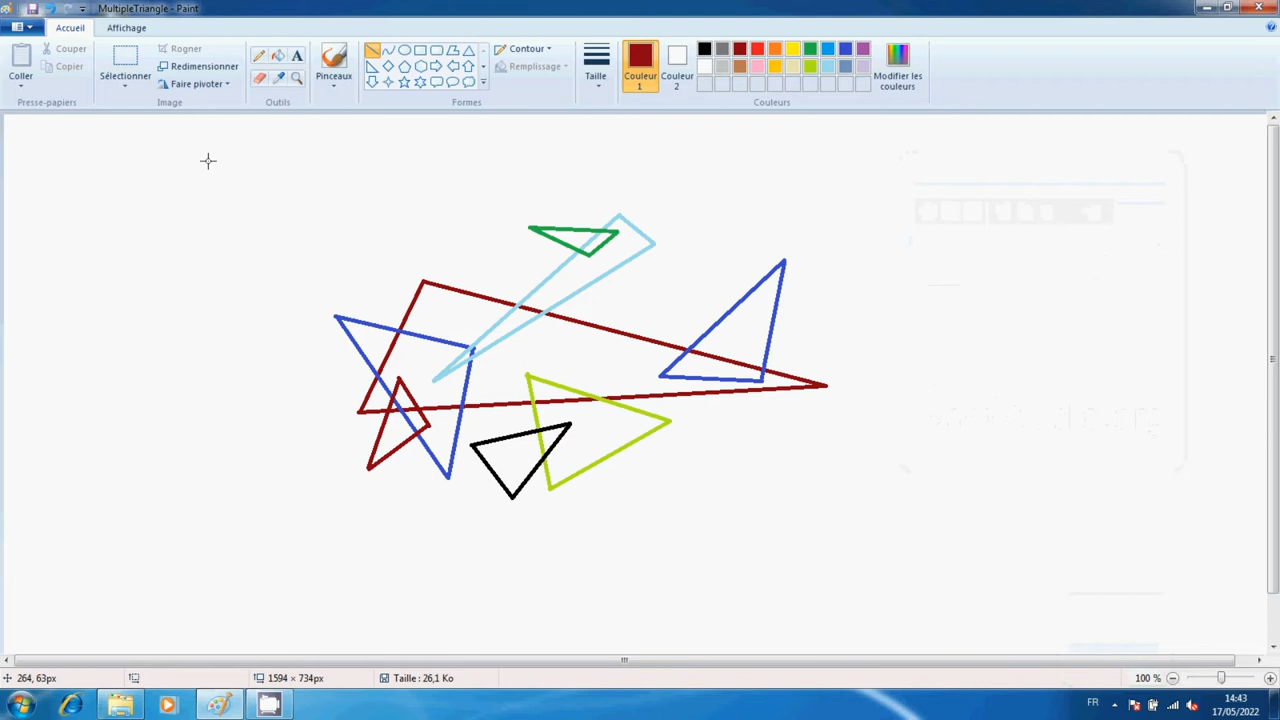 MultipleTriangle - Paint
Accueil
Affichage
Coller
Couper
Copier
Presse-papiers
Sélectionner
Rogner
Redimensionner
Faire pivoter
Image
A
Outils
Pinceaux
Formes
Contour
Remplissage
Taille
Couleur
1
Couleur
2
Modifier les
couleurs
Couleurs
264, 63px
1594 × 734px
Taille : 26,1 Ko
100 %
FR
14:43
17/05/2022